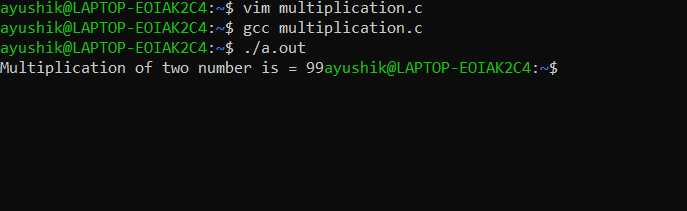 ayushik@LAPTOP-EOIAK2C4:~$ vim multiplication.c
ayushik@LAPTOP-EOIAK2C4:~$ gcc multiplication.c
ayushik@LAPTOP-EOIAK2C4:~$ ./a.out
Multiplication of two number is = 99ayushik@LAPTOP-EOIAK2C4:~$